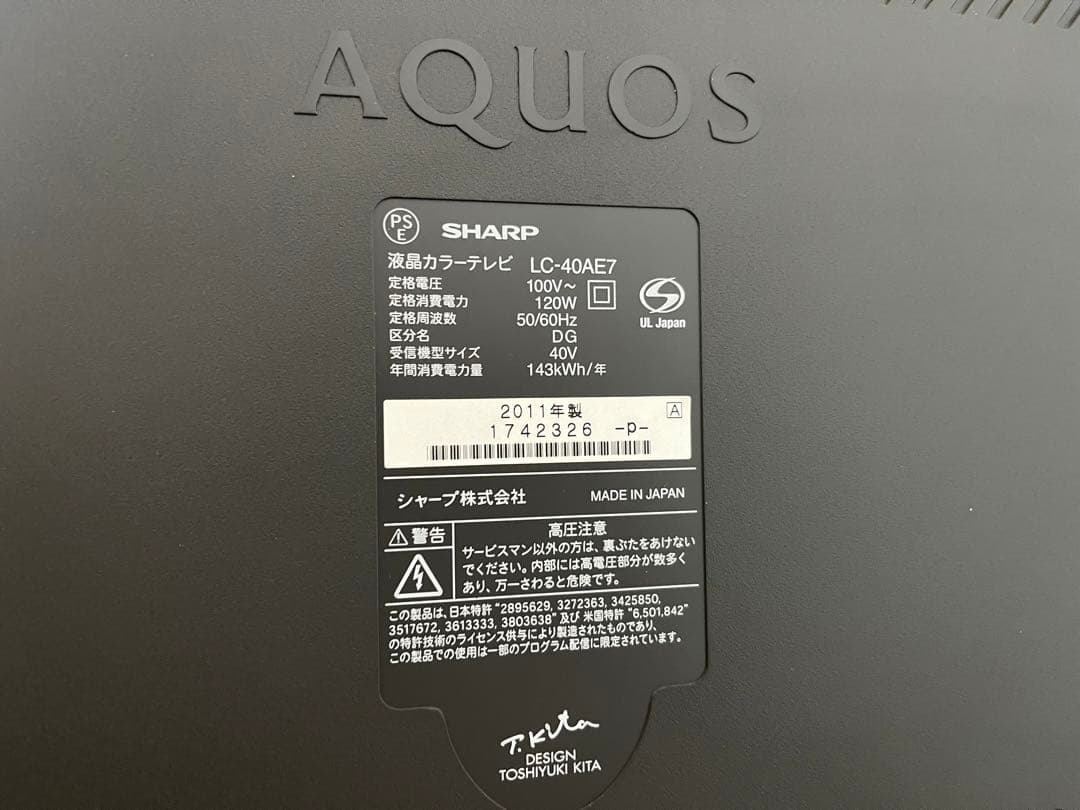 AQUOS
PS
E
SHARP
液晶カラーテレビ LC-40AE7
定格電圧 100V～
定格消費電力 120W
定格周波数 50/60Hz
区分名 DG
受信機型サイズ 40V
年間消費電力量 143kWh/年
UL Japan
2011年製 A
1742326 -p-
シャープ株式会社 MADE IN JAPAN
⚠警告
高圧注意
サービスマン以外の方は、裏ぶたをあけない
でください。内部には高電圧部分が数多く
あり、万一さわると危険です。
この製品は、日本特許 "2895629, 3272363, 3425850,
3517672, 3613333, 3803638" 及び 米国特許 "6,501,842"
の特許技術のライセンス供与により製造されたものであり、
この製品での使用は一部のプログラム配信に限定されています。
T.Kita
DESIGN
TOSHIYUKI KITA